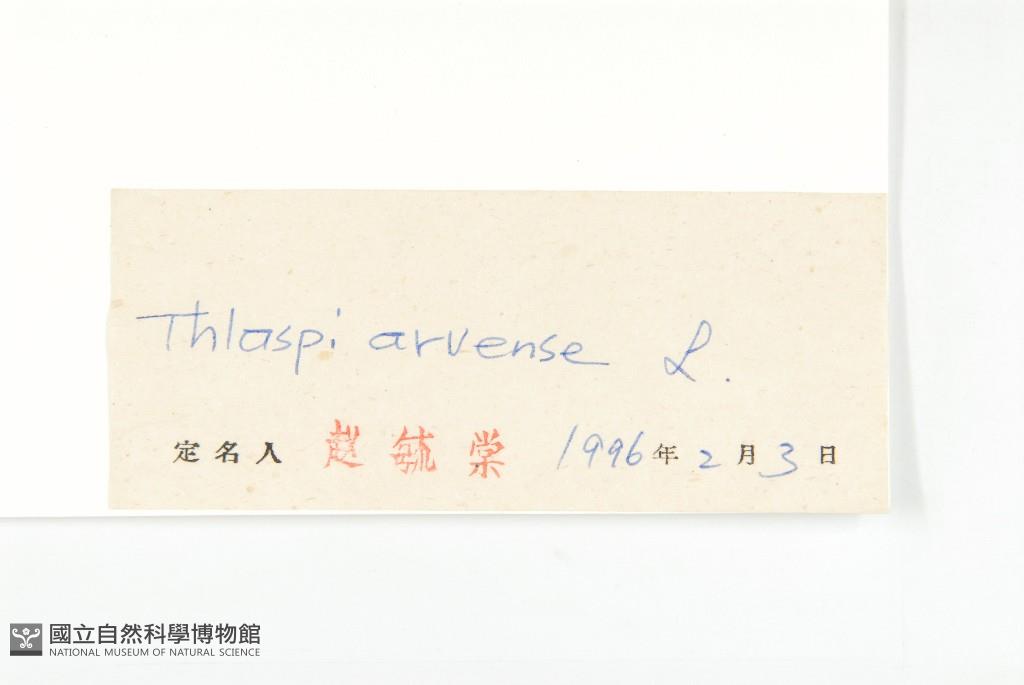 Thlaspi arvense L.
定名人 趙毓棠 1996年2月3日
國立自然科學博物館
NATIONAL MUSEUM OF NATURAL SCIENCE